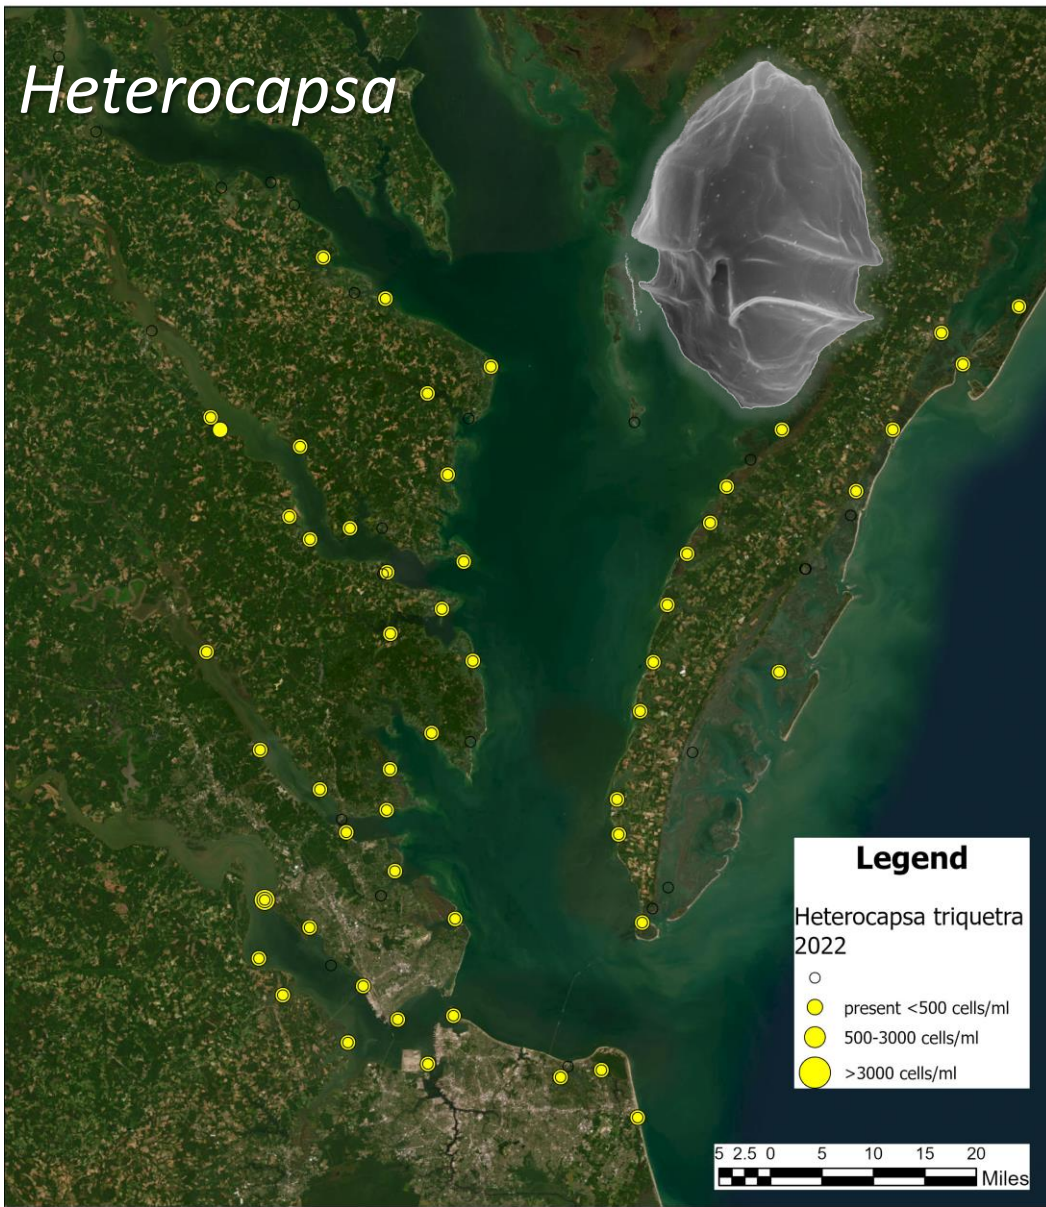 Heterocapsa
Legend
Heterocapsa triquetra
2022
present <500 cells/ml
500-3000 cells/ml
>3000 cells/ml
5 2.5 0 5 10 15 20
Miles